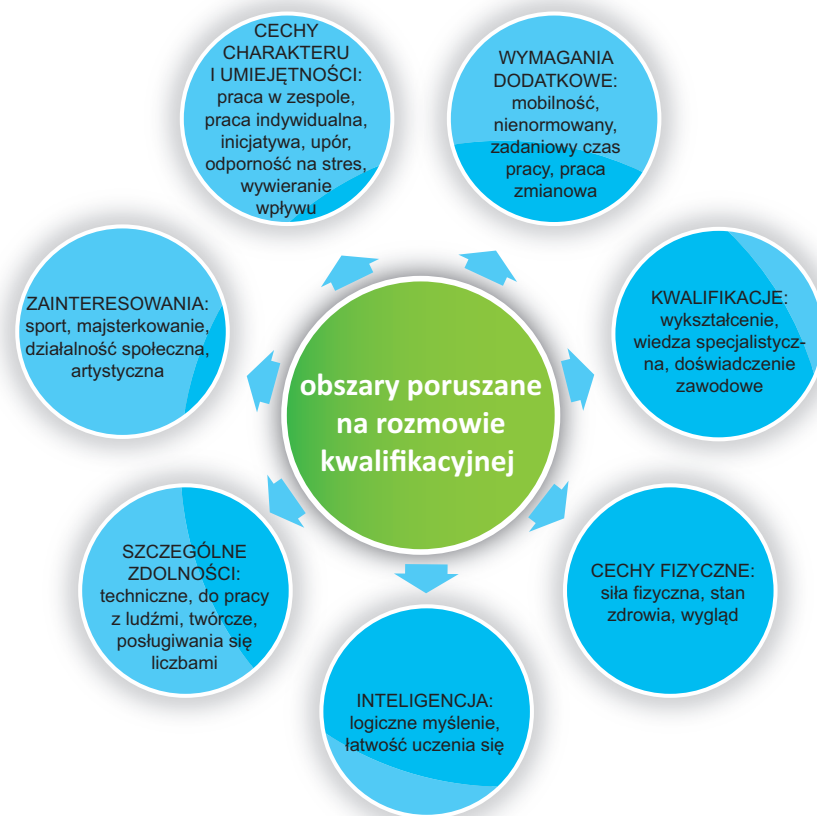 CECHY
CHARAKTERU
I UMIEJĘTNOŚCI:
praca w zespole,
praca indywidualna,
inicjatywa, upór,
odporność na stres,
wywieranie
wpływu
WYMAGANIA
DODATKOWE:
mobilność,
nienormowany,
zadaniowy czas
pracy, praca
zmianowa
ZAINTERESOWANIA:
sport, majsterkowanie,
działalność społeczna,
artystyczna
KWALIFIKACJE:
wykształcenie,
wiedza specjalistycz-
na, doświadczenie
zawodowe
obszary poruszane
na rozmowie
kwalifikacyjnej
SZCZEGÓLNE
ZDOLNOŚCI:
techniczne, do pracy
z ludźmi, twórcze,
posługiwania się
liczbami
CECHY FIZYCZNE:
siła fizyczna, stan
zdrowia, wygląd
INTELIGENCJA:
logiczne myślenie,
łatwość uczenia się